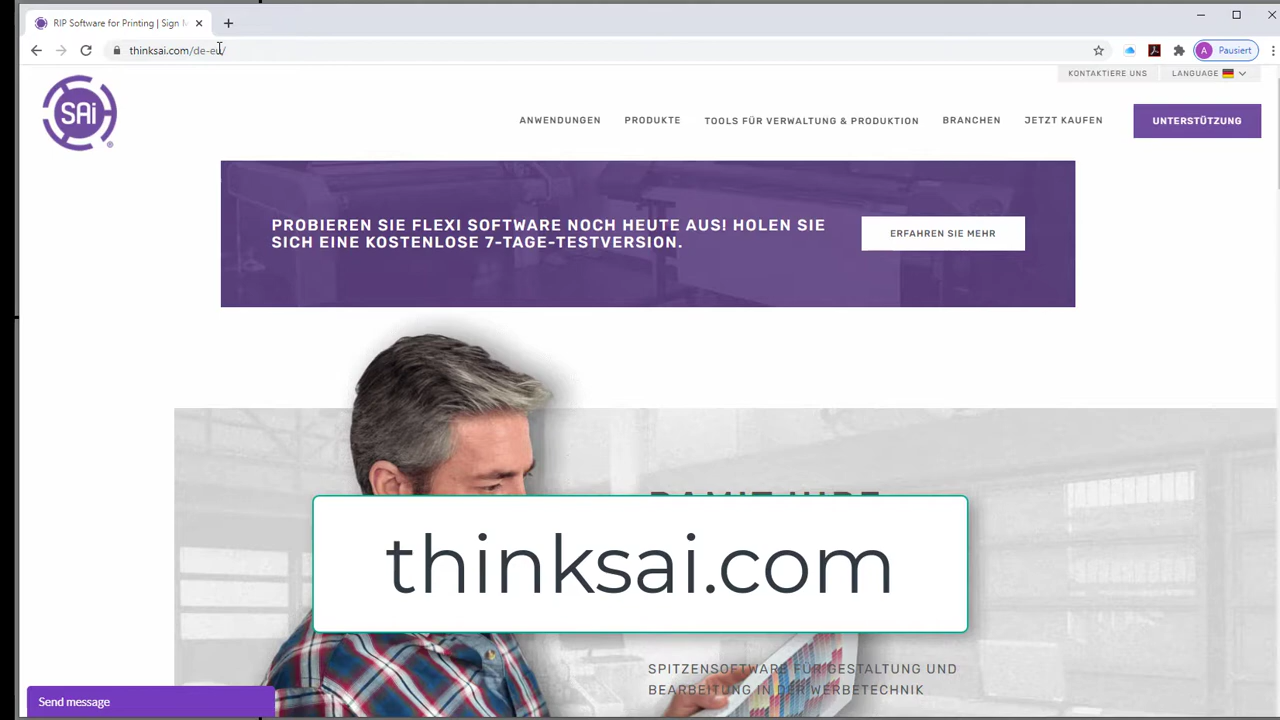 RIP Software for Printing | Sign M
thinksai.com/de-eu/
A Pausiert
KONTAKTIERE UNS
LANGUAGE
SAi
ANWENDUNGEN
PRODUKTE
TOOLS FÜR VERWALTUNG & PRODUKTION
BRANCHEN
JETZT KAUFEN
UNTERSTÜTZUNG
PROBIEREN SIE FLEXI SOFTWARE NOCH HEUTE AUS! HOLEN SIE
SICH EINE KOSTENLOSE 7-TAGE-TESTVERSION.
ERFAHREN SIE MEHR
DAMIT IHRE
thinksai.com
SPITZENSOFTWARE FÜR GESTALTUNG UND
BEARBEITUNG IN DER WERBETECHNIK
Send message